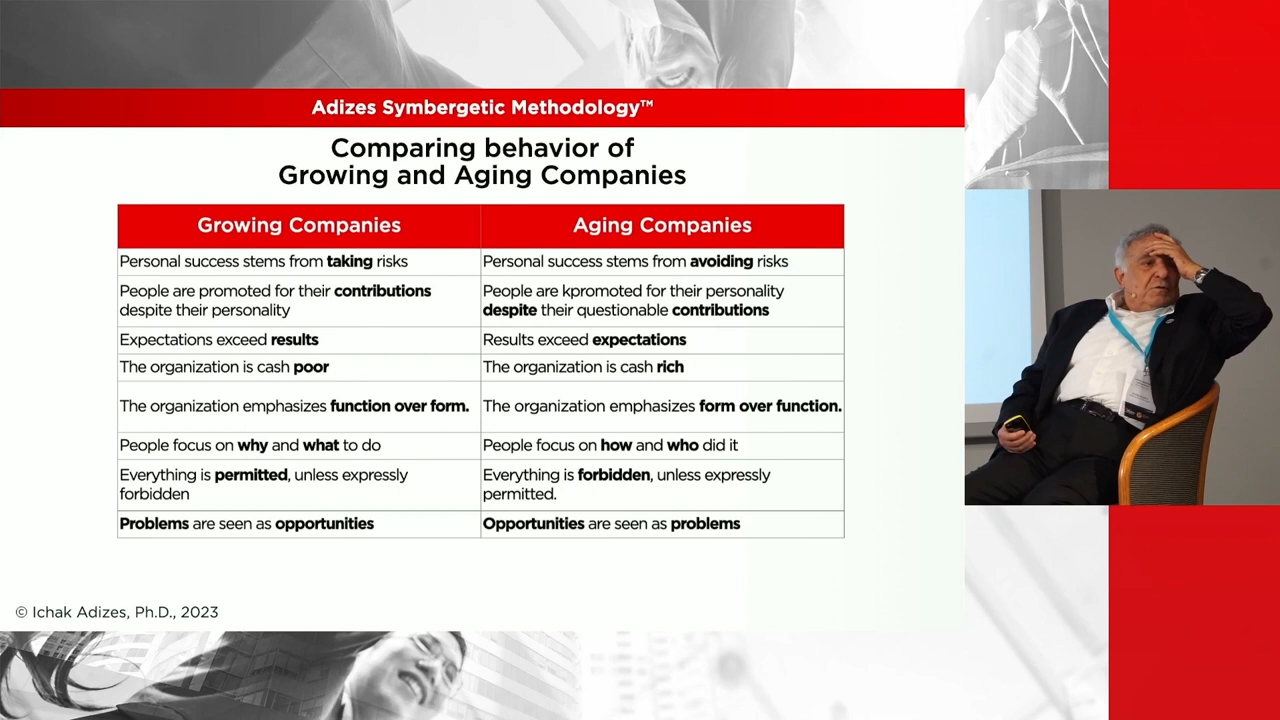 Adizes Symbergetic Methodology™
Comparing behavior of
Growing and Aging Companies
Growing Companies
Aging Companies
Personal success stems from taking risks
Personal success stems from avoiding risks
People are promoted for their contributions
despite their personality
People are kpromoted for their personality
despite their questionable contributions
Expectations exceed results
Results exceed expectations
The organization is cash poor
The organization is cash rich
The organization emphasizes function over form.
The organization emphasizes form over function.
People focus on why and what to do
People focus on how and who did it
Everything is permitted, unless expressly
forbidden
Everything is forbidden, unless expressly
permitted.
Problems are seen as opportunities
Opportunities are seen as problems
© Ichak Adizes, Ph.D., 2023